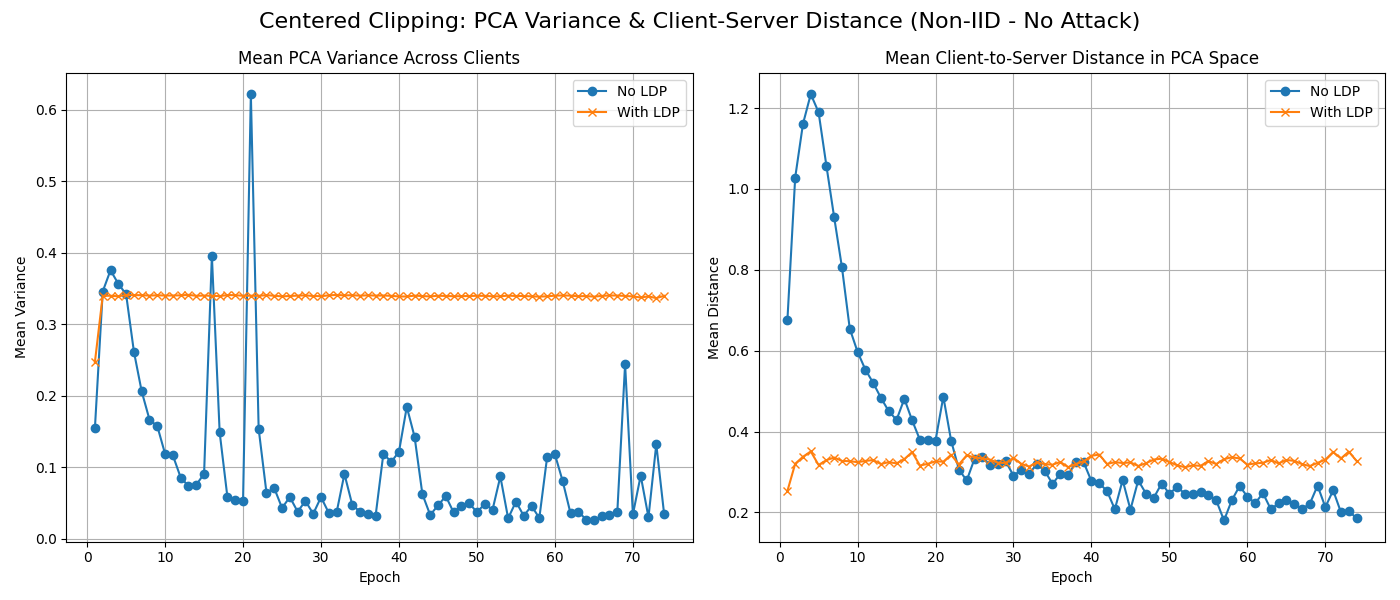 Centered Clipping: PCA Variance & Client-Server Distance (Non-IID - No Attack)
Mean PCA Variance Across Clients
No LDP
With LDP
Mean Variance
0.6
0.5
0.4
0.3
0.2
0.1
0.0
0 10 20 30 40 50 60 70
Epoch
Mean Client-to-Server Distance in PCA Space
No LDP
With LDP
Mean Distance
1.2
1.0
0.8
0.6
0.4
0.2
0 10 20 30 40 50 60 70
Epoch